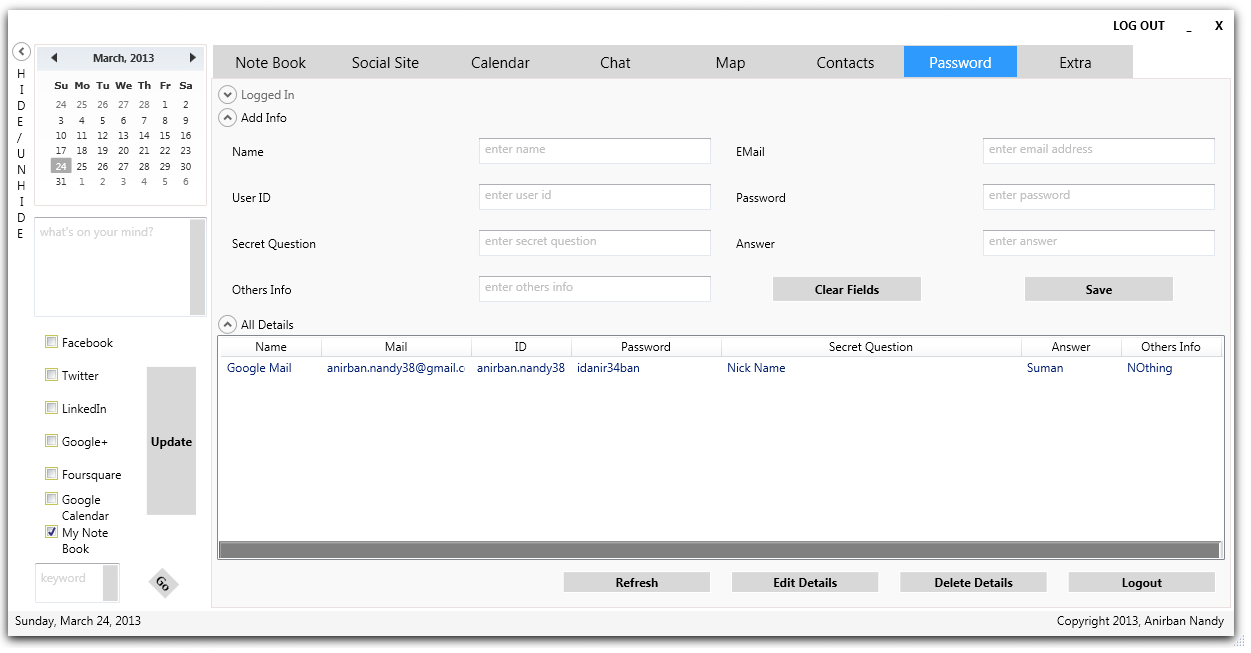 LOG OUT _ X
HIDE/UNHIDE
March, 2013
Su Mo Tu We Th Fr Sa
24 25 26 27 28 1 2
3 4 5 6 7 8 9
10 11 12 13 14 15 16
17 18 19 20 21 22 23
24 25 26 27 28 29 30
31 1 2 3 4 5 6
what's on your mind?
Facebook
Twitter
LinkedIn
Google+
Foursquare
Google
Calendar
My Note
Book
Update
keyword
Go
Note Book Social Site Calendar Chat Map Contacts Password Extra
Logged In
Add Info
Name enter name EMail enter email address
User ID enter user id Password enter password
Secret Question enter secret question Answer enter answer
Others Info enter others info Clear Fields Save
All Details
Name Mail ID Password Secret Question Answer Others Info
Google Mail anirban.nandy38@gmail.c anirban.nandy38 idanir34ban Nick Name Suman NOthing
Refresh Edit Details Delete Details Logout
Sunday, March 24, 2013 Copyright 2013, Anirban Nandy